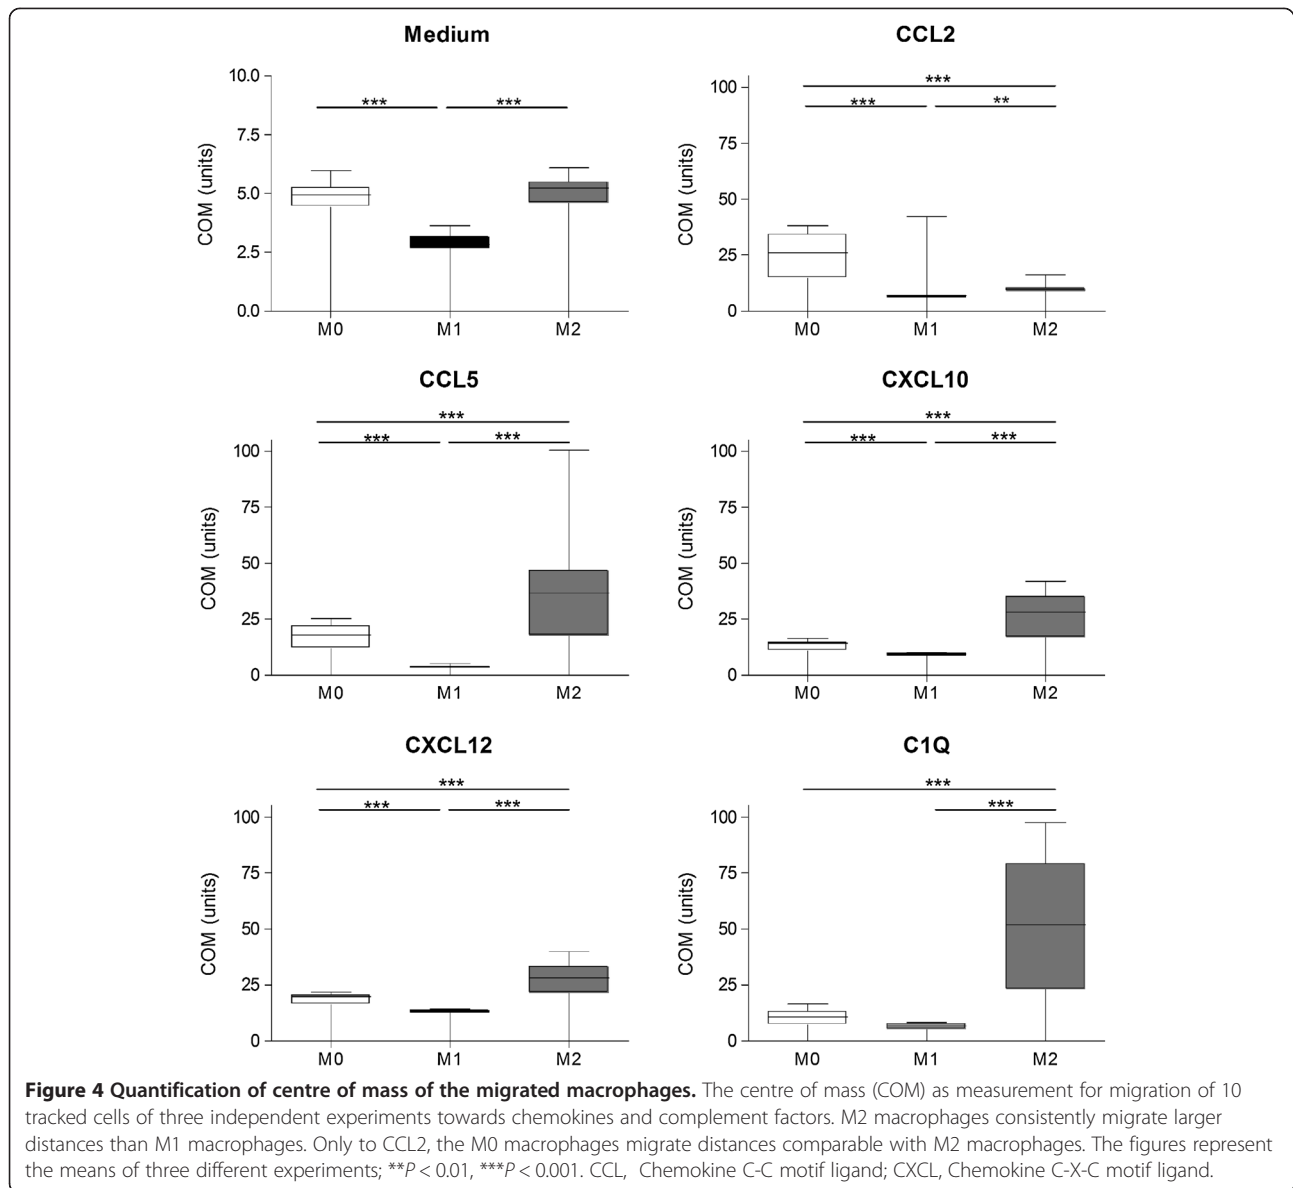 Medium
CCL2
10.0
7.5
5.0
2.5
0.0
COM (units)
*** ***
M0 M1 M2
100
75
50
25
0
COM (units)
***
*** **
M0 M1 M2
CCL5
CXCL10
100
75
50
25
0
COM (units)
***
*** ***
M0 M1 M2
100
75
50
25
0
COM (units)
***
*** ***
M0 M1 M2
CXCL12
C1Q
100
75
50
25
0
COM (units)
***
*** ***
M0 M1 M2
100
75
50
25
0
COM (units)
***
***
M0 M1 M2
Figure 4 Quantification of centre of mass of the migrated macrophages. The centre of mass (COM) as measurement for migration of 10
tracked cells of three independent experiments towards chemokines and complement factors. M2 macrophages consistently migrate larger
distances than M1 macrophages. Only to CCL2, the M0 macrophages migrate distances comparable with M2 macrophages. The figures represent
the means of three different experiments; **P < 0.01, ***P < 0.001. CCL, Chemokine C-C motif ligand; CXCL, Chemokine C-X-C motif ligand.